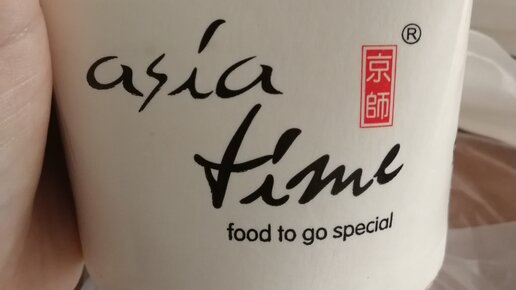 asia
®
京師
time
food to go special